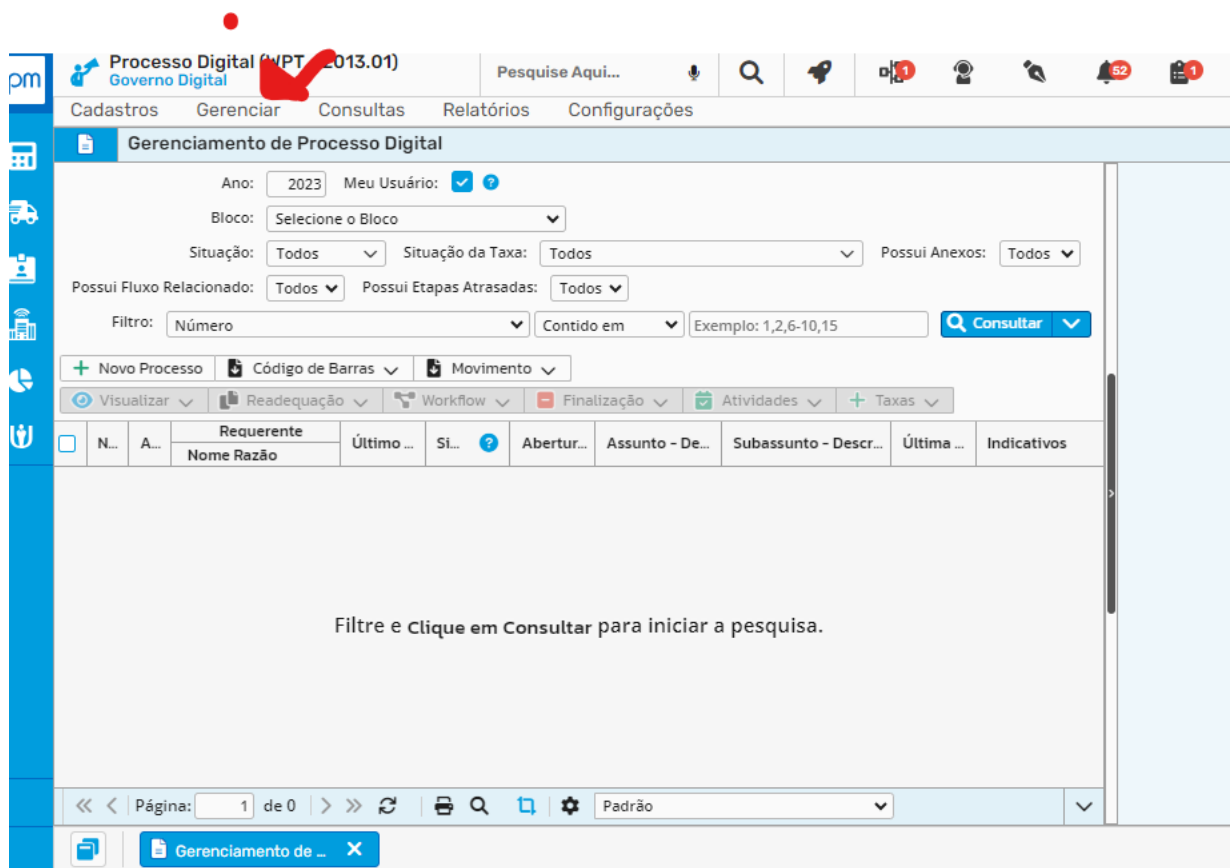 Processo Digital (WPT 2013.01)
Governo Digital
Pesquise Aqui...
1
52
1
pm
Cadastros Gerenciar Consultas Relatórios Configurações
Gerenciamento de Processo Digital
Ano: 2023 Meu Usuário: ?
Bloco: Selecione o Bloco
Situação: Todos Situação da Taxa: Todos Possui Anexos: Todos
Possui Fluxo Relacionado: Todos Possui Etapas Atrasadas: Todos
Filtro: Número Contido em Exemplo: 1,2,6-10,15 Consultar
+ Novo Processo Código de Barras Movimento
Visualizar Readequação Workflow Finalização Atividades + Taxas
N... A... Requerente Último ... Si... ? Abertur... Assunto - De... Subassunto - Descr... Última ... Indicativos
Nome Razão
Filtre e Clique em Consultar para iniciar a pesquisa.
Página: 1 de 0 Padrão
Gerenciamento de ... X